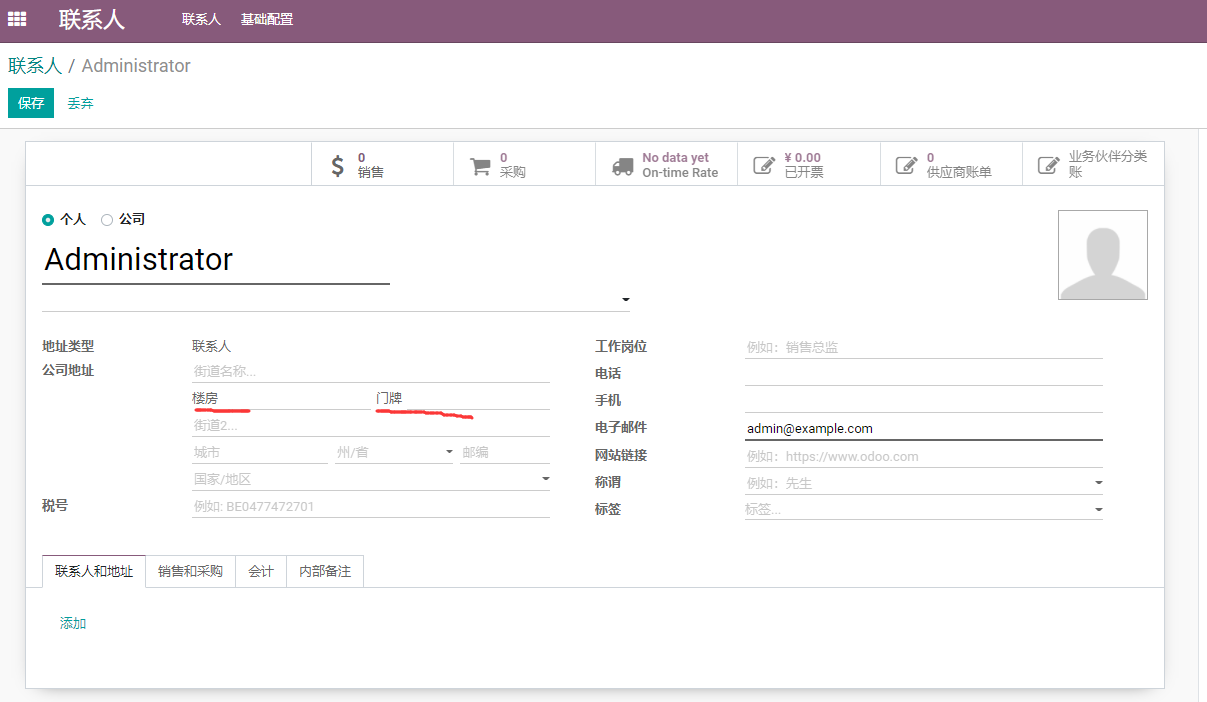 联系人 联系人 基础配置
联系人 / Administrator
保存 丢弃
0 销售
0 采购
No data yet On-time Rate
¥ 0.00 已开票
0 供应商账单
业务伙伴分类账
个人 公司
Administrator
地址类型 联系人
公司地址 街道名称...
楼房 门牌
街道2...
城市 州/省 邮编
国家/地区
税号 例如: BE0477472701
工作岗位 例如：销售总监
电话
手机
电子邮件 admin@example.com
网站链接 例如：https://www.odoo.com
称谓 例如：先生
标签 标签...
联系人和地址 销售和采购 会计 内部备注
添加